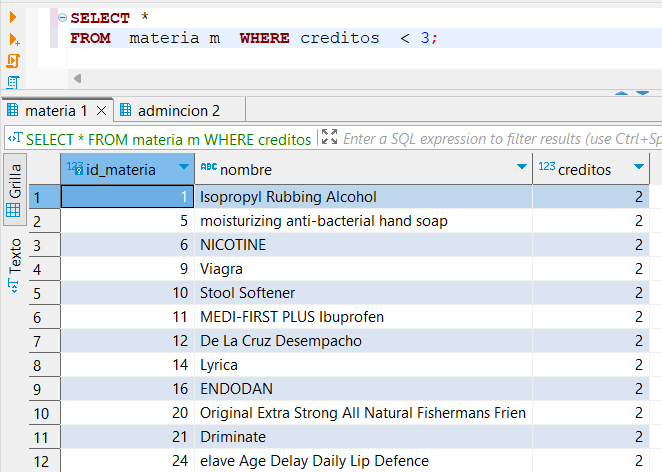 SELECT *
FROM materia m WHERE creditos < 3;
materia 1 admincion 2
SELECT * FROM materia m WHERE creditos Enter a SQL expression to filter results (use Ctrl+Sp
Grilla
Texto
123 id_materia ABC nombre 123 creditos
1 1 Isopropyl Rubbing Alcohol 2
2 5 moisturizing anti-bacterial hand soap 2
3 6 NICOTINE 2
4 9 Viagra 2
5 10 Stool Softener 2
6 11 MEDI-FIRST PLUS Ibuprofen 2
7 12 De La Cruz Desempacho 2
8 14 Lyrica 2
9 16 ENDODAN 2
10 20 Original Extra Strong All Natural Fishermans Frien 2
11 21 Driminate 2
12 24 elave Age Delay Daily Lip Defence 2